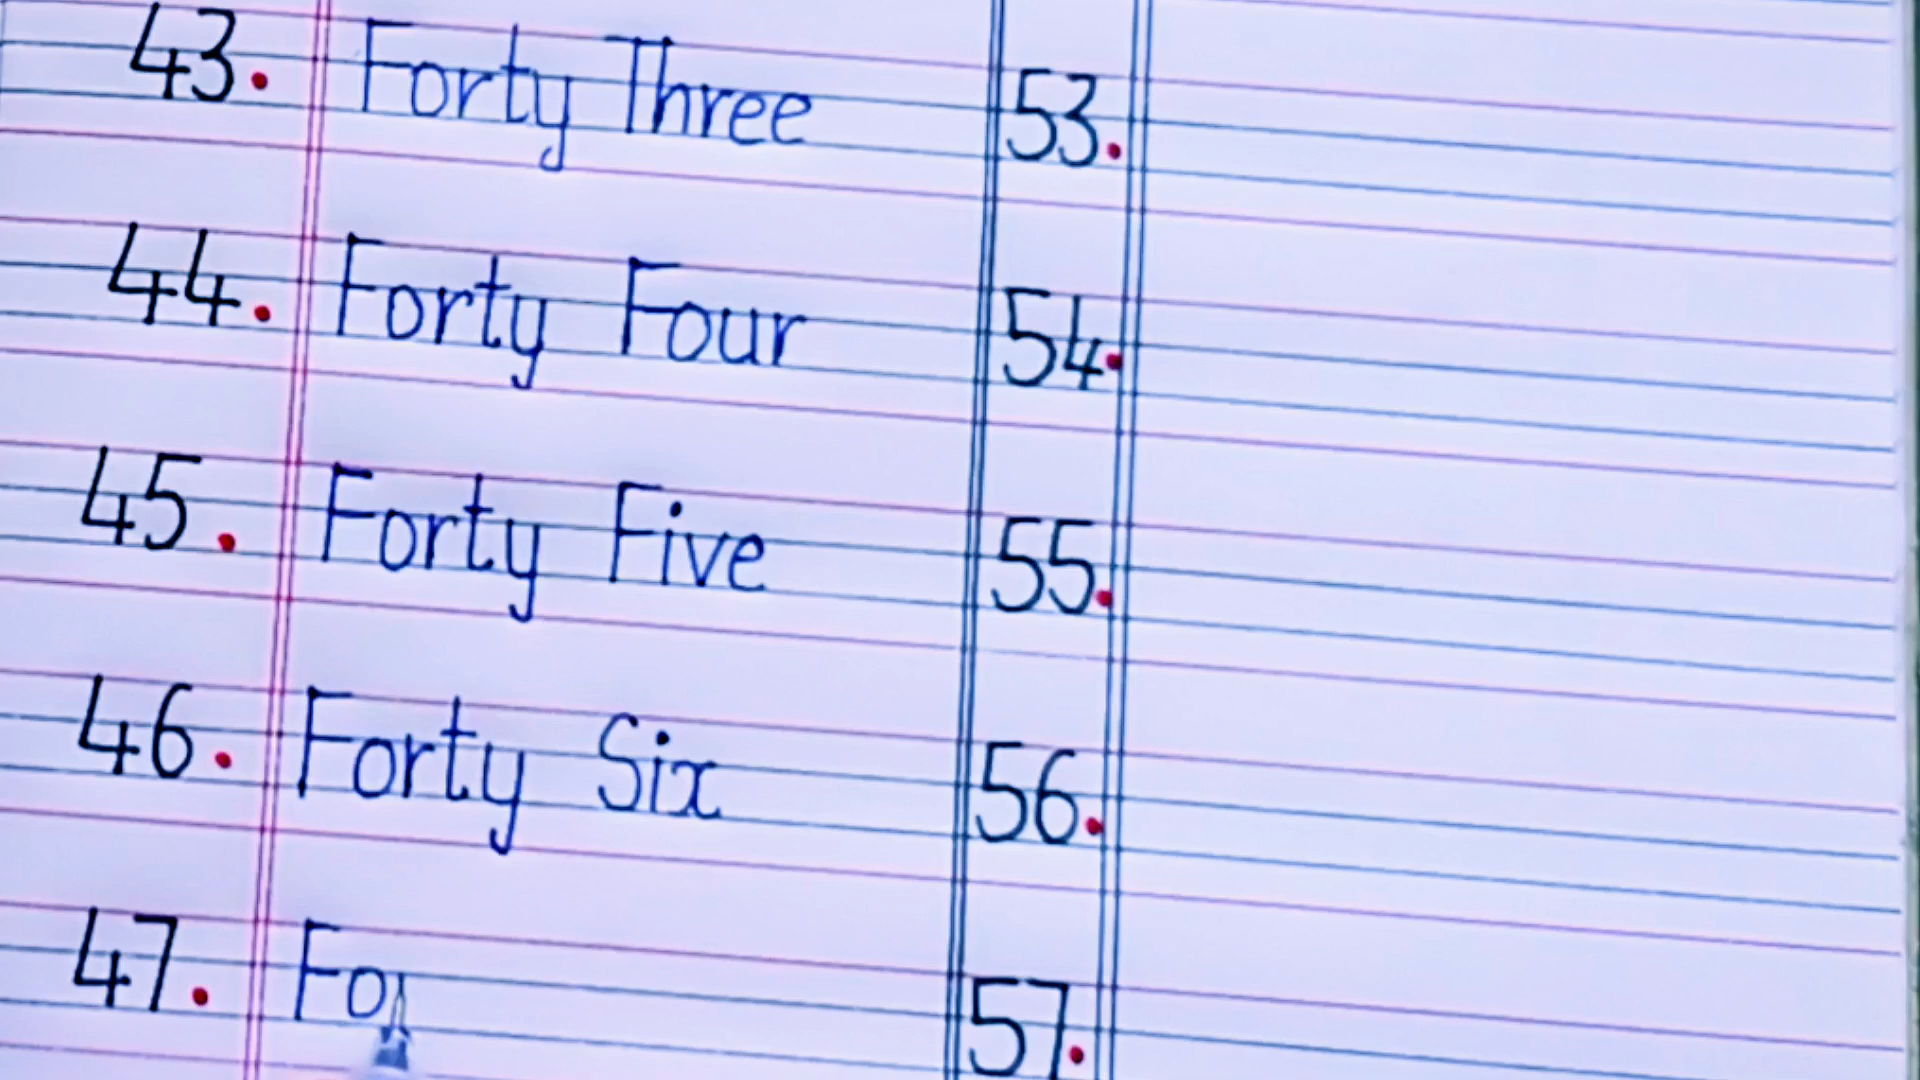 43. Forty Three 53.
44. Forty Four 54.
45. Forty Five 55.
46. Forty Six 56.
47. Fo 57.